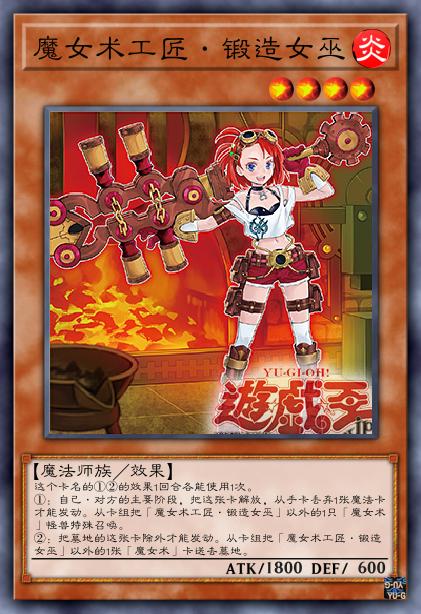 魔女术工匠·锻造女巫
炎
YU-GI-OH!
遊戯王
.jp
【魔法师族／效果】
这个卡名的①②的效果1回合各能使用1次。
①：自己·对方的主要阶段，把这张卡解放，从手卡丢弃1张魔法卡
才能发动。从卡组把「魔女术工匠·锻造女巫」以外的1只「魔女术」
怪兽特殊召唤。
②：把墓地的这张卡除外才能发动。从卡组把「魔女术工匠·锻造
女巫」以外的1张「魔女术」卡送去墓地。
ATK/1800 DEF/ 600